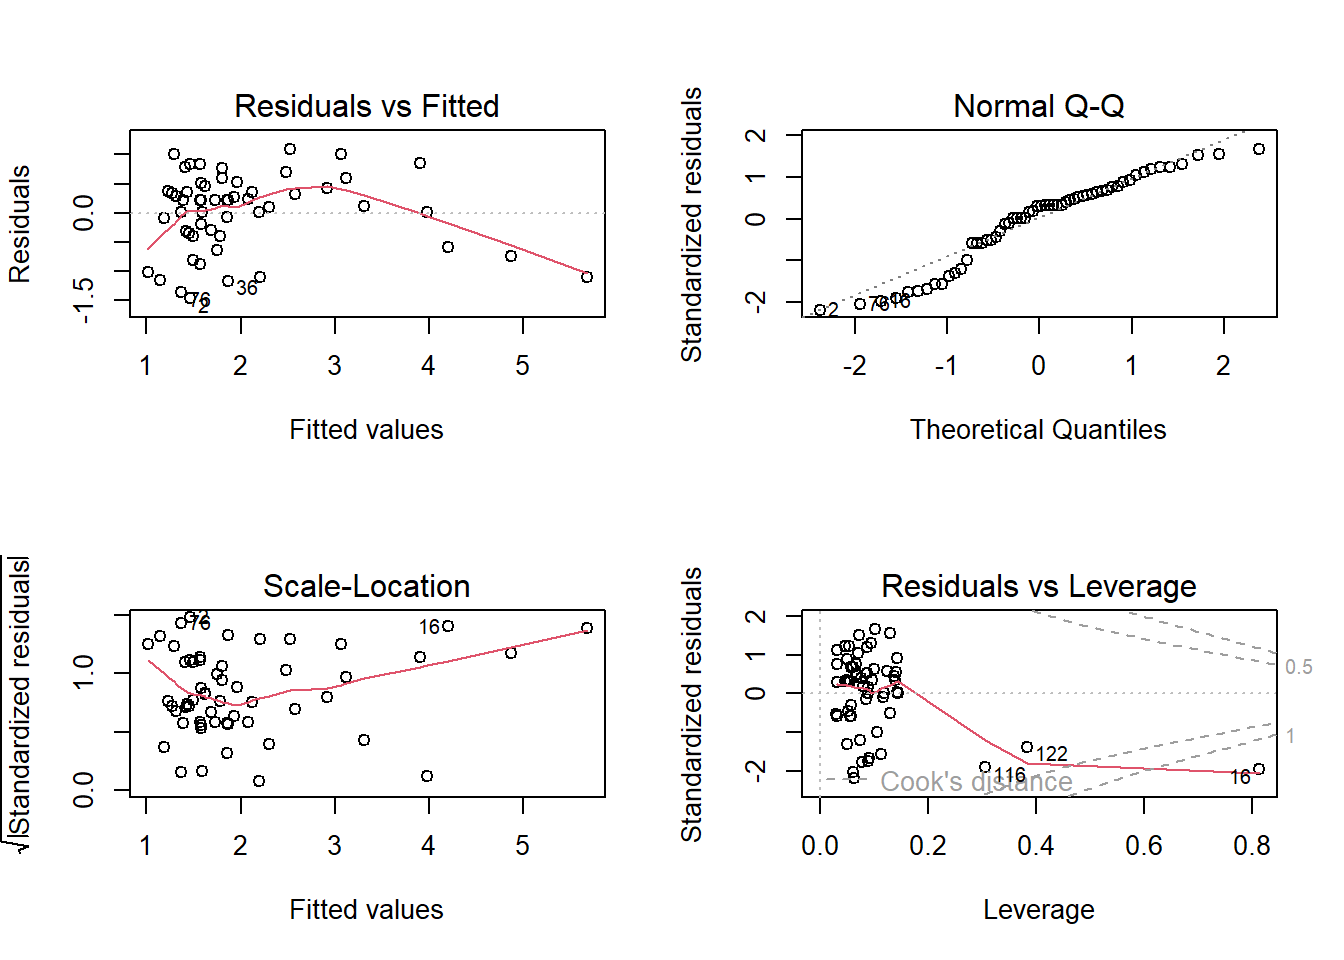 Residuals vs Fitted
Residuals
0.0
-1.5
76
2
36
1 2 3 4 5
Fitted values
Normal Q-Q
Standardized residuals
2
1
0
-2
2
76
16
-2 -1 0 1 2
Theoretical Quantiles
Scale-Location
√|Standardized residuals|
1.0
0.0
2
76
16
1 2 3 4 5
Fitted values
Residuals vs Leverage
Standardized residuals
2
1
0
-2
0.5
1
122
116
16
Cook's distance
0.0 0.2 0.4 0.6 0.8
Leverage